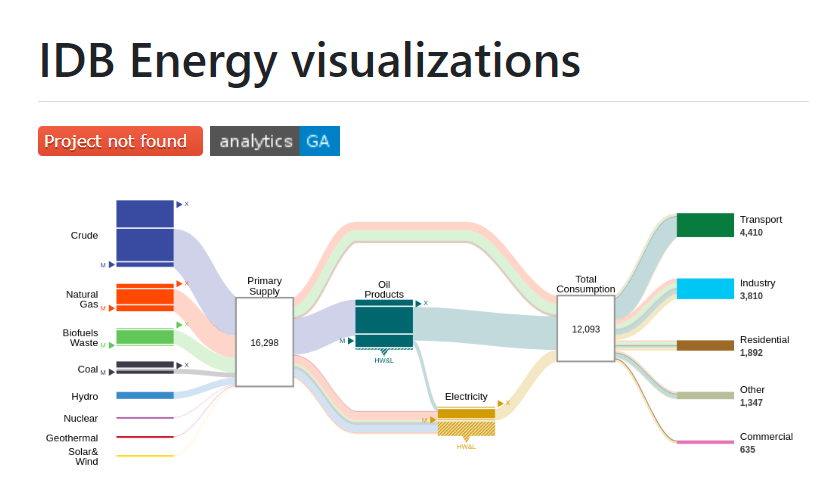 IDB Energy visualizations
Project not found
analytics GA
Crude
X
M
Natural
Gas
X
M
Biofuels
Waste
X
M
Coal
X
M
Hydro
Nuclear
Geothermal
Solar&
Wind
Primary
Supply
16,298
Oil
Products
X
M
HW&L
Electricity
X
M
HW&L
Total
Consumption
12,093
Transport
4,410
Industry
3,810
Residential
1,892
Other
1,347
Commercial
635